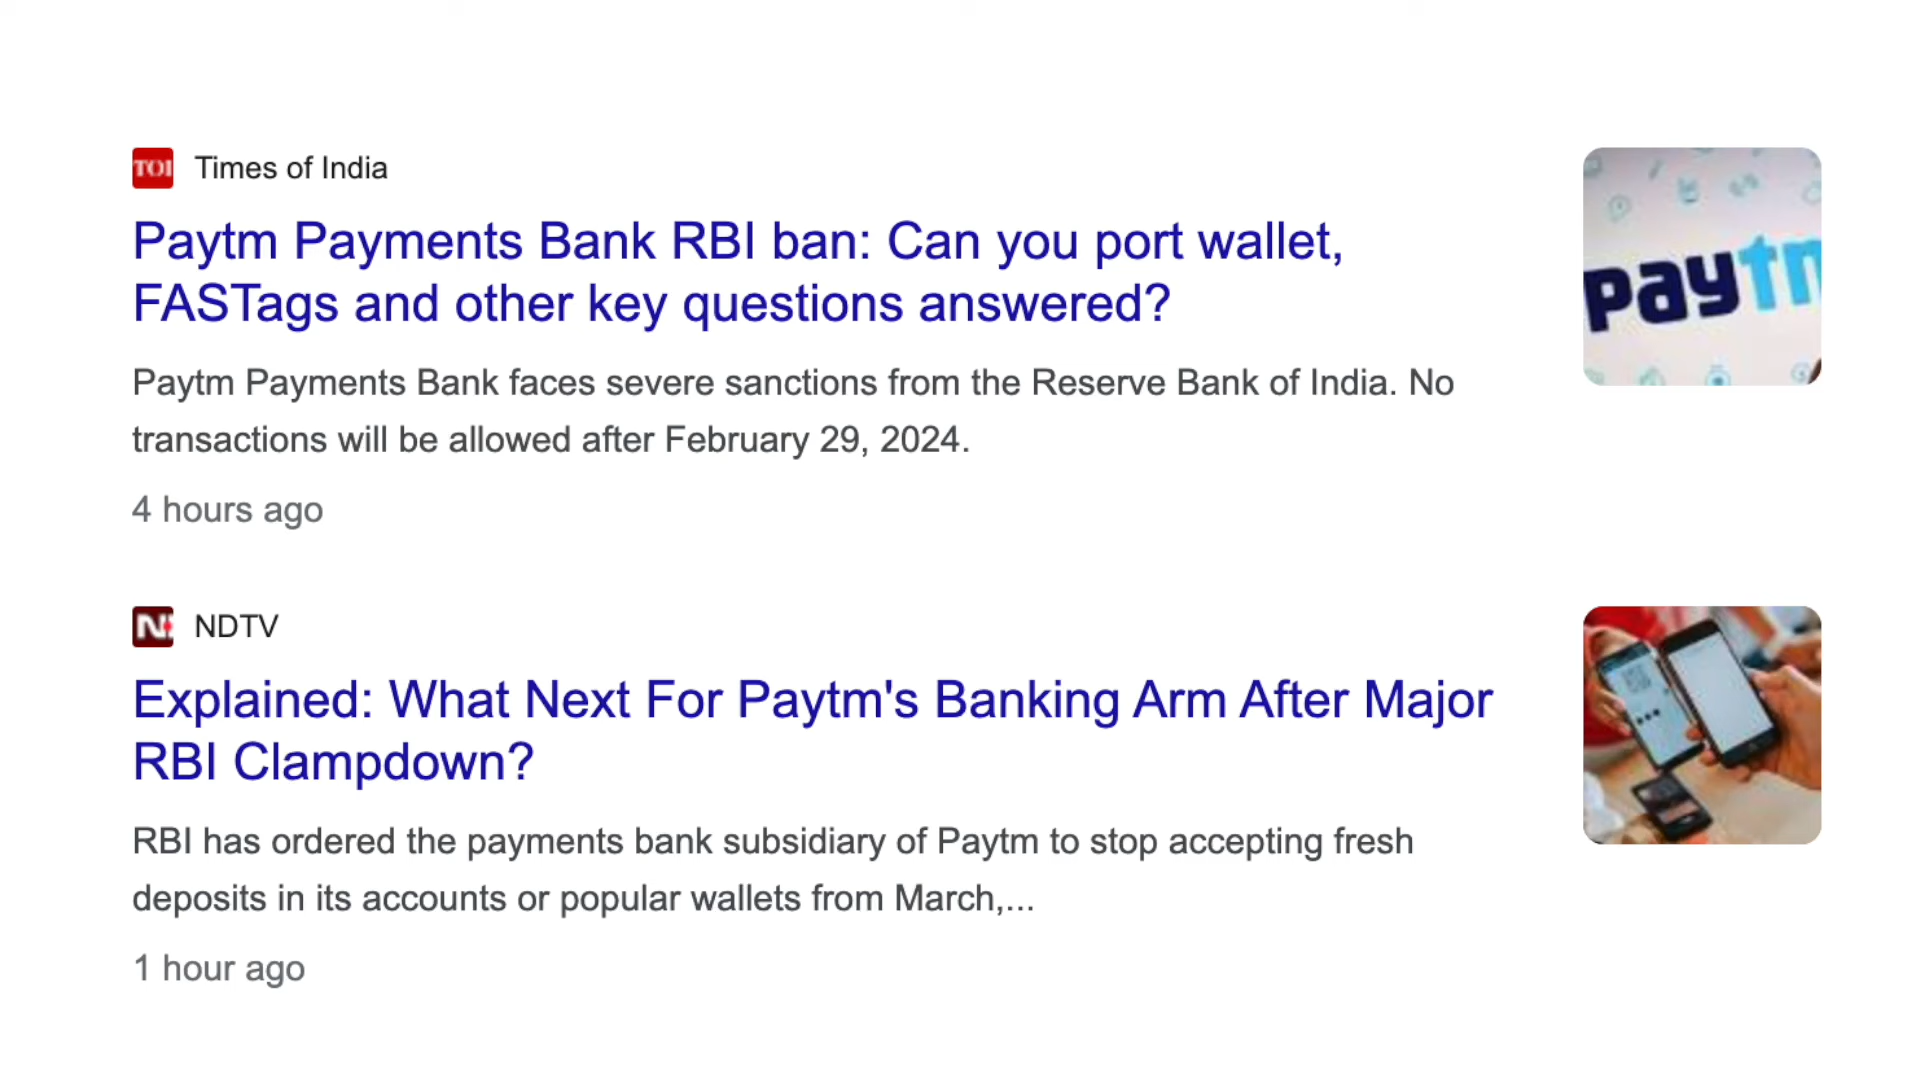 TOI Times of India
Paytm Payments Bank RBI ban: Can you port wallet,
FASTags and other key questions answered?
Paytm Payments Bank faces severe sanctions from the Reserve Bank of India. No
transactions will be allowed after February 29, 2024.
4 hours ago
paytm
N NDTV
Explained: What Next For Paytm's Banking Arm After Major
RBI Clampdown?
RBI has ordered the payments bank subsidiary of Paytm to stop accepting fresh
deposits in its accounts or popular wallets from March,...
1 hour ago